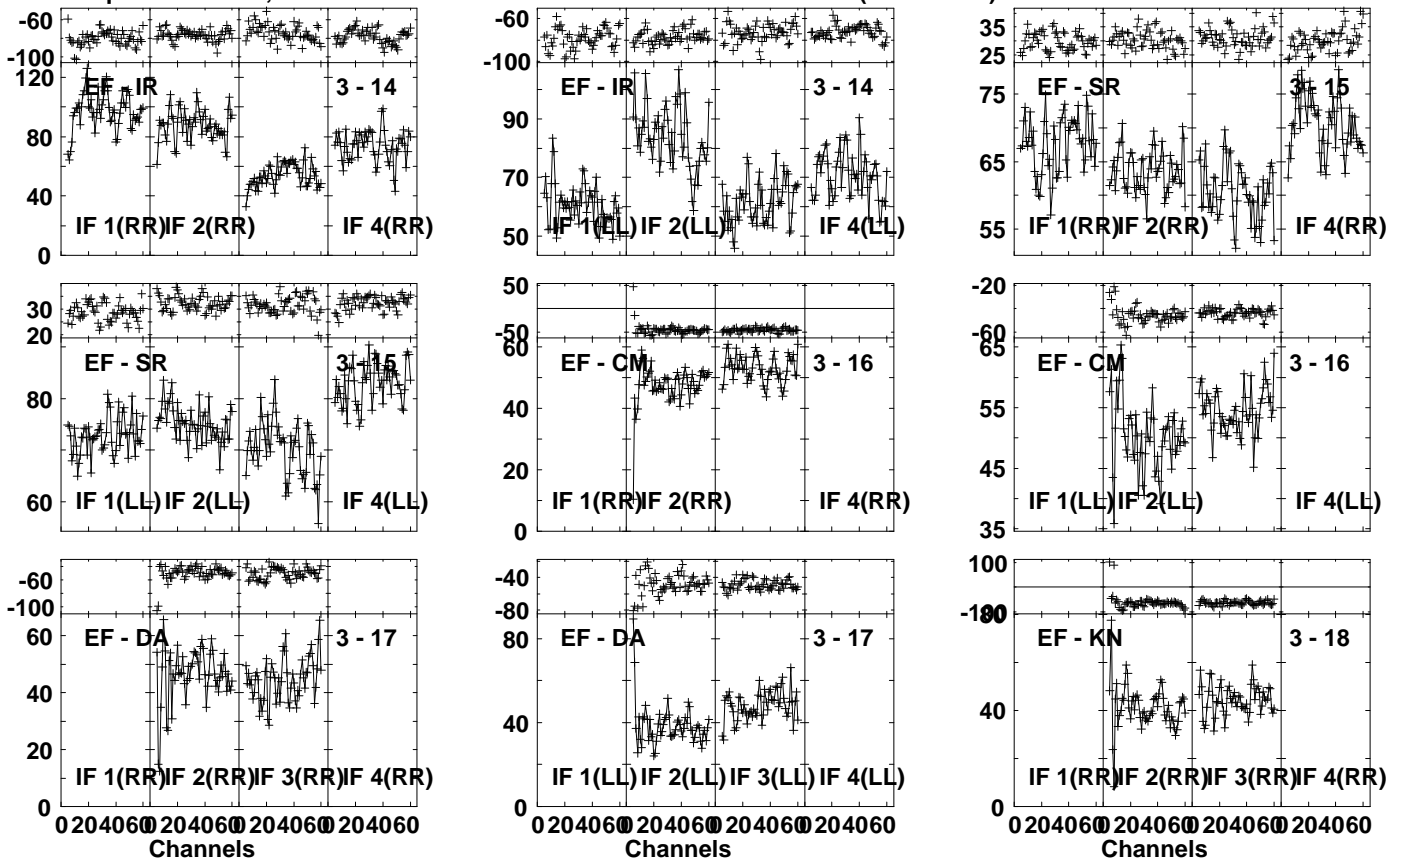 -60
-100
120
80
40
0
EF - IR 3 - 14
IF 1(RR) IF 2(RR) IF 4(RR)
-60
-100
90
70
50
EF - IR 3 - 14
IF 1(LL) IF 2(LL) IF 4(LL)
35
25
75
65
55
EF - SR 3 - 15
IF 1(RR) IF 2(RR) IF 4(RR)
30
20
80
60
EF - SR 3 - 15
IF 1(LL) IF 2(LL) IF 4(LL)
50
-50
60
40
20
0
EF - CM 3 - 16
IF 1(RR) IF 2(RR) IF 4(RR)
-20
-60
65
55
45
35
EF - CM 3 - 16
IF 1(LL) IF 2(LL) IF 4(LL)
-60
-100
60
40
20
0
EF - DA 3 - 17
IF 1(RR) IF 2(RR) IF 3(RR) IF 4(RR)
0 204060 0 204060 0 204060 0 204060
Channels
-40
-80
80
40
0
EF - DA 3 - 17
IF 1(LL) IF 2(LL) IF 3(LL) IF 4(LL)
0 204060 0 204060 0 204060 0 204060
Channels
100
40
0
EF - KN 3 - 18
IF 1(RR) IF 2(RR) IF 3(RR) IF 4(RR)
0 204060 0 204060 0 204060 0 204060
Channels